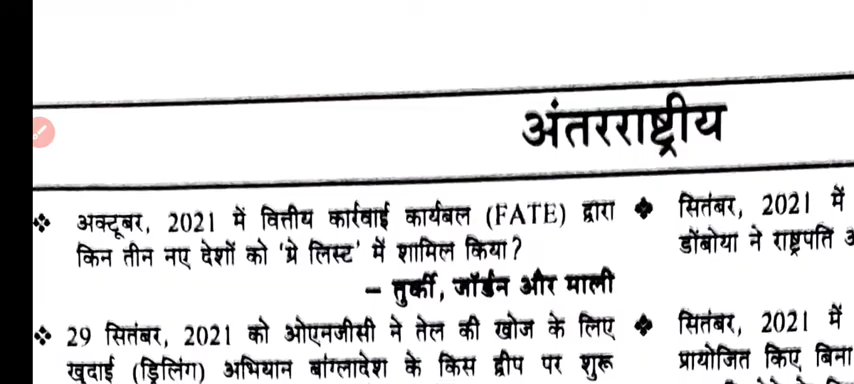 अंतरराष्ट्रीय
❖ अक्टूबर, 2021 में वित्तीय कार्रवाई कार्यबल (FATE) द्वारा
किन तीन नए देशों को 'ग्रे लिस्ट' में शामिल किया?
– तुर्की, जॉर्डन और माली
❖ 29 सितंबर, 2021 को ओएनजीसी ने तेल की खोज के लिए
खुदाई (ड्रिलिंग) अभियान बांग्लादेश के किस द्वीप पर शुरू
❖ सितंबर, 2021 में
डोंबोया ने राष्ट्रपति
❖ सितंबर, 2021 में
प्रायोजित किए बिना